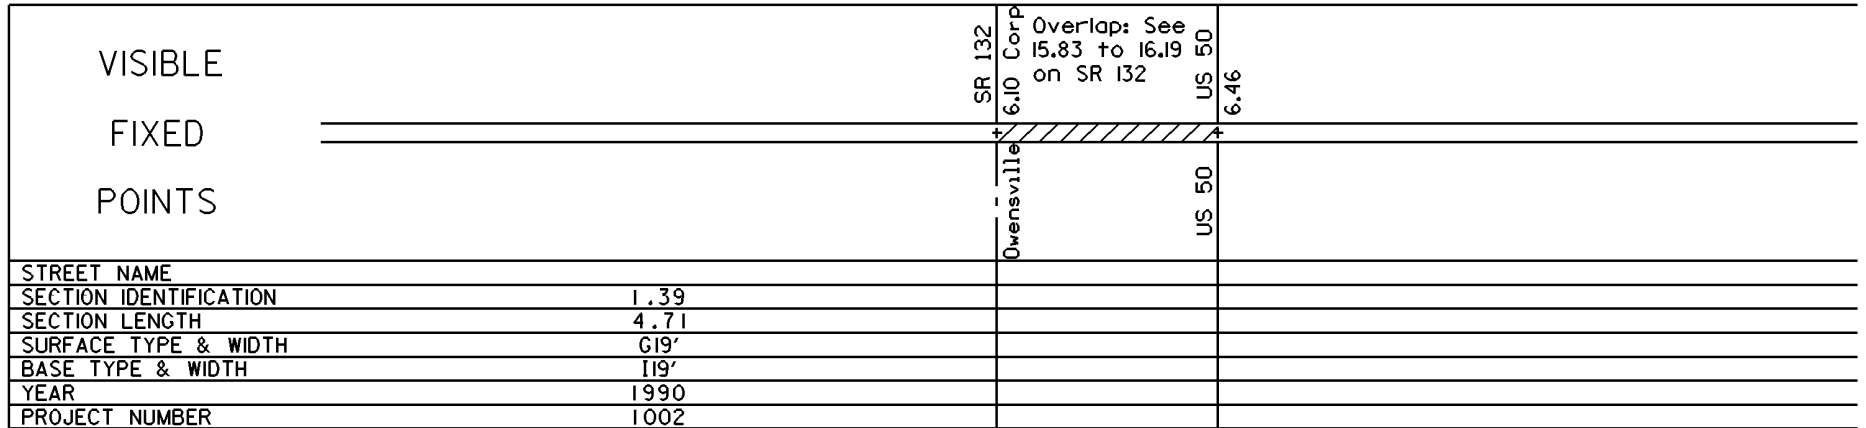 VISIBLE
FIXED
POINTS
SR 132
6.10 Corp
Overlap: See
15.83 to 16.19
on SR 132
US 50
6.46
Owensville
US 50
STREET NAME
SECTION IDENTIFICATION 1.39
SECTION LENGTH 4.71
SURFACE TYPE & WIDTH G19'
BASE TYPE & WIDTH I19'
YEAR 1990
PROJECT NUMBER 1002